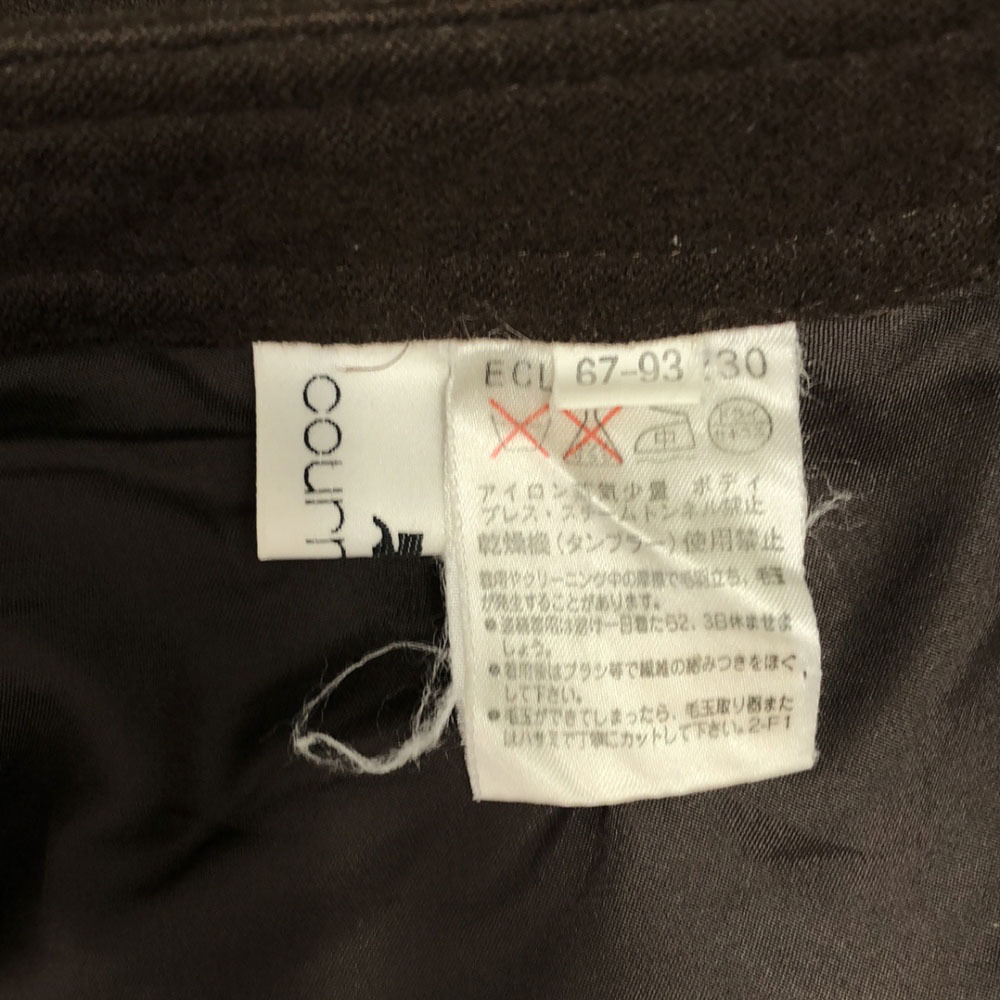 courr
ECL 67-93 :30
中
アイロン蒸気少量 ボディ
プレス・スチームトンネル禁止
乾燥機(タンブラー)使用禁止
着用やクリーニング中の摩擦で毛羽立ち、毛玉
が発生することがあります。
●連続着用は避け一日着たら2、3日休ませま
しょう。
●着用後はブラシ等で繊維の絡みつきをほぐ
して下さい。
●毛玉ができてしまったら、毛玉取り器また
はハサミで丁寧にカットして下さい。2-F1